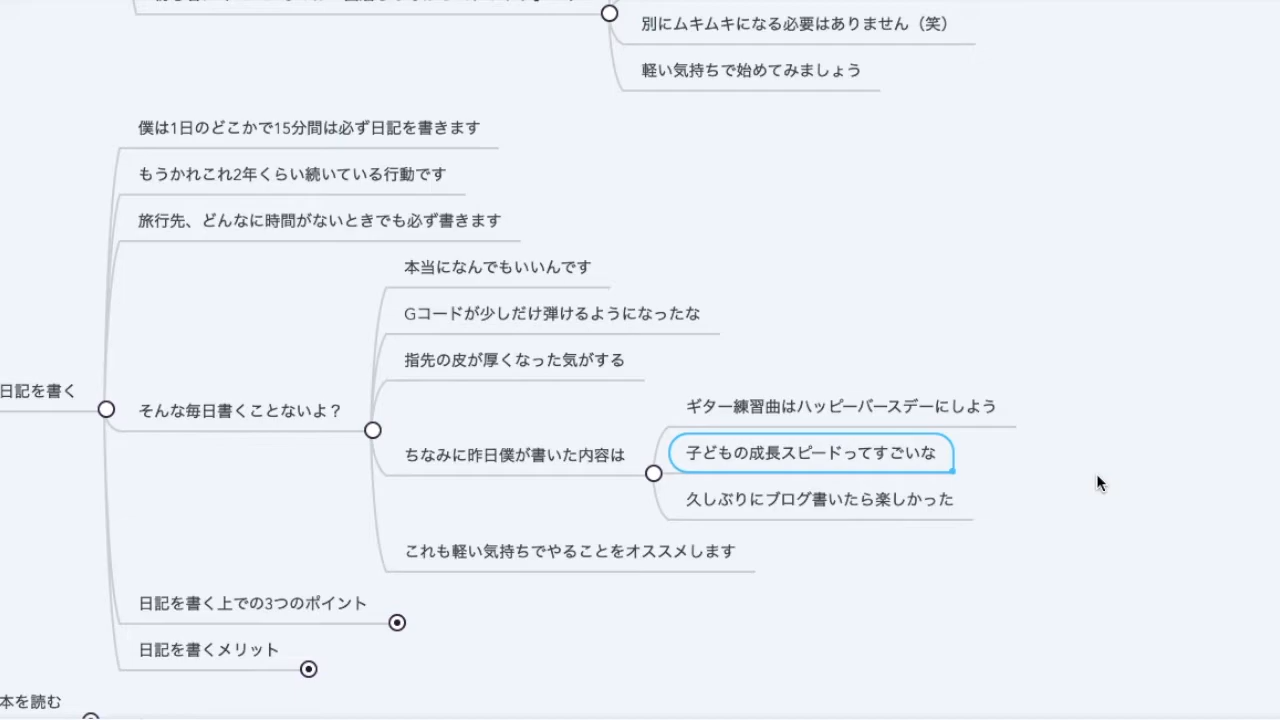 別にムキムキになる必要はありません（笑）
軽い気持ちで始めてみましょう
僕は1日のどこかで15分間は必ず日記を書きます
もうかれこれ2年くらい続いている行動です
旅行先、どんなに時間がないときでも必ず書きます
本当になんでもいいんです
Gコードが少しだけ弾けるようになったな
指先の皮が厚くなった気がする
日記を書く
そんな毎日書くことないよ？
ギター練習曲はハッピーバースデーにしよう
ちなみに昨日僕が書いた内容は
子どもの成長スピードってすごいな
久しぶりにブログ書いたら楽しかった
これも軽い気持ちでやることをオススメします
日記を書く上での3つのポイント
日記を書くメリット
本を読む